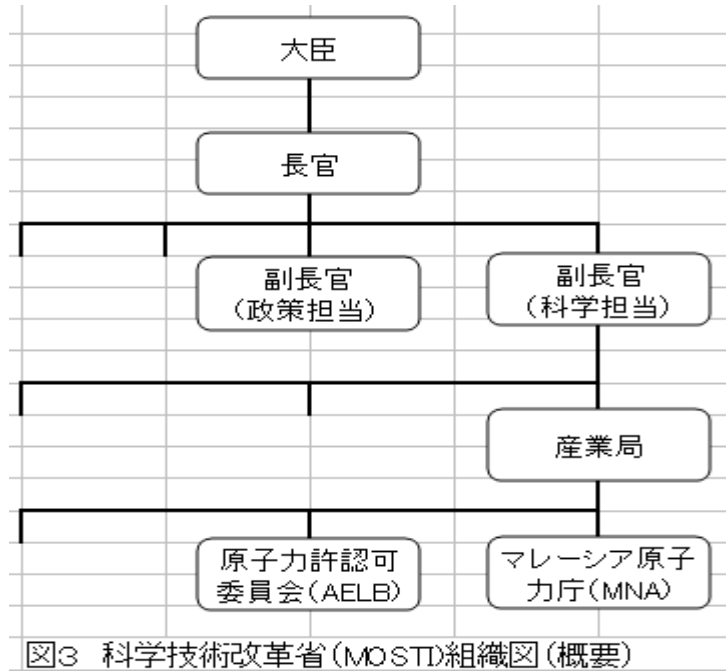 大臣
長官
副長官
(政策担当)
副長官
(科学担当)
産業局
原子力許認可
委員会(AELB)
マレーシア原子
力庁(MNA)
図3 科学技術改革省(MOSTI)組織図(概要)